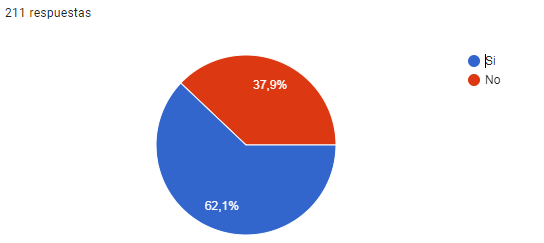 211 respuestas
Si
No
37,9%
62,1%